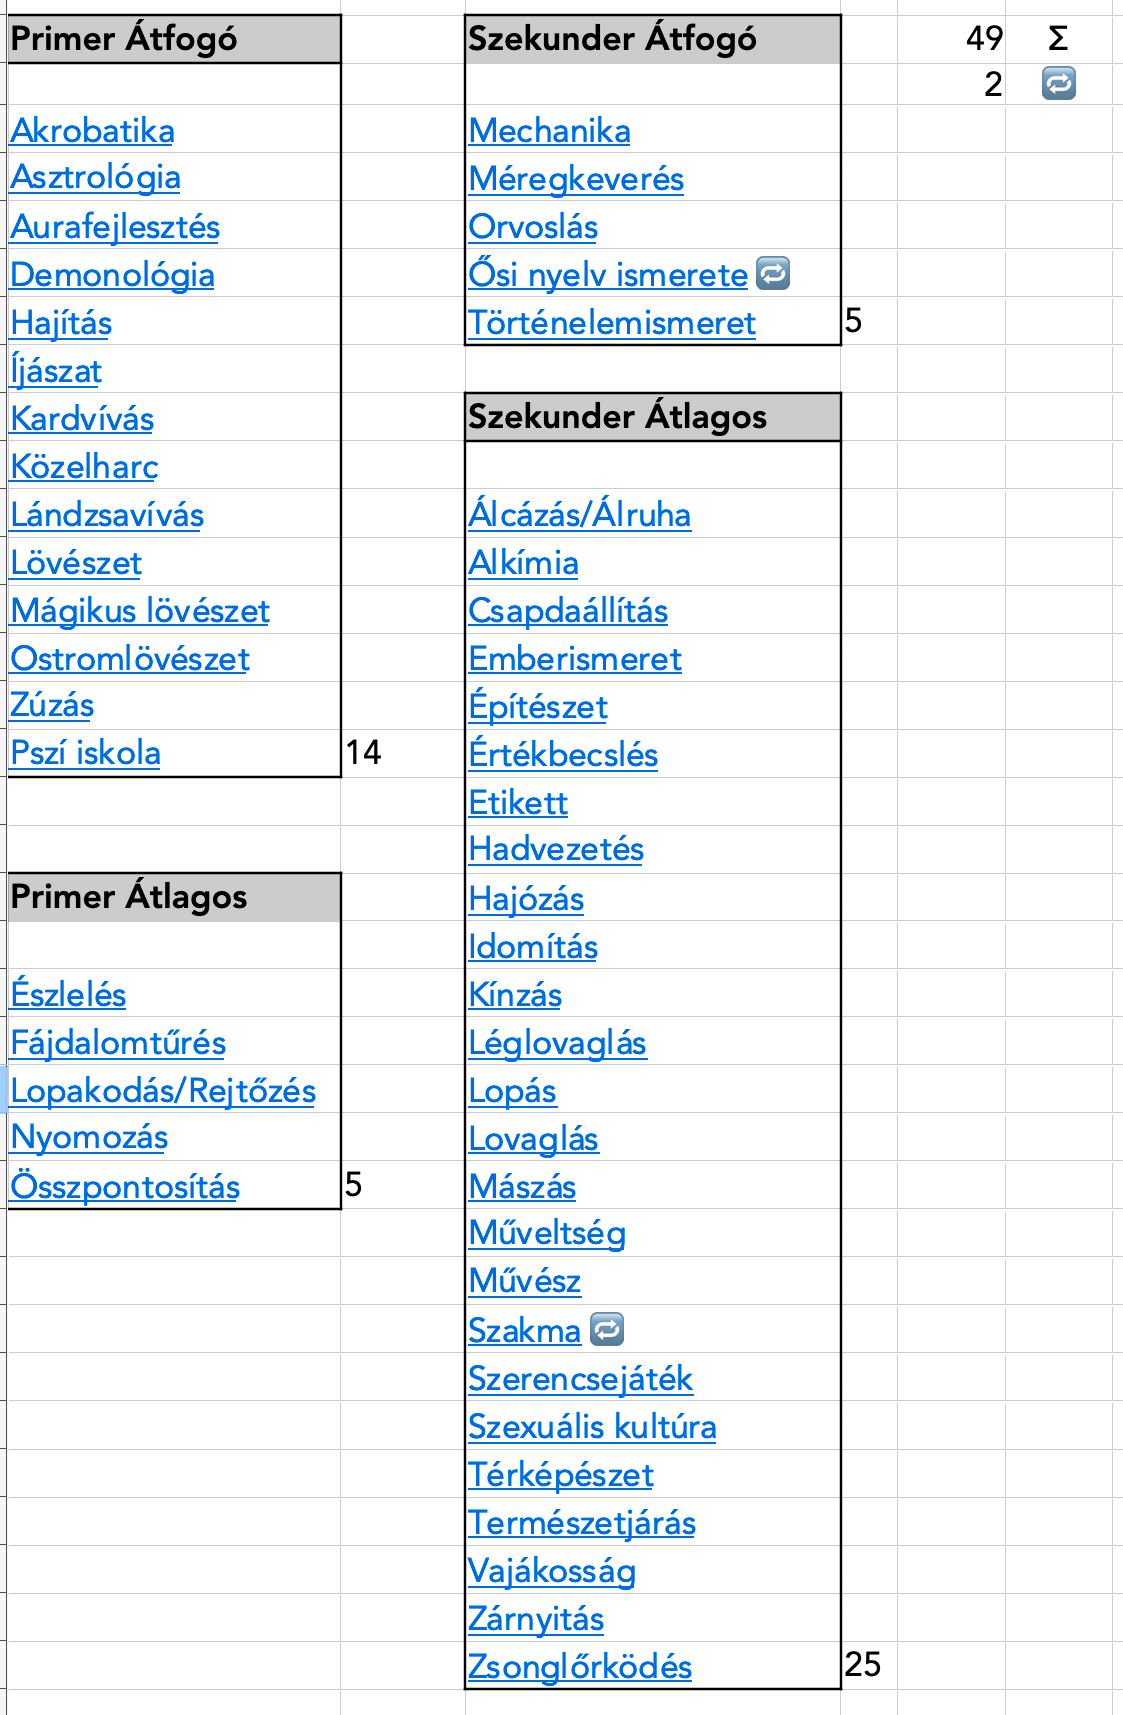 Primer Átfogó
Akrobatika
Asztrológia
Aurafejlesztés
Demonológia
Hajítás
Íjászat
Kardvívás
Közelharc
Lándzsavívás
Lövészet
Mágikus lövészet
Ostromlövészet
Zúzás
Pszí iskola 14
Primer Átlagos
Észlelés
Fájdalomtűrés
Lopakodás/Rejtőzés
Nyomozás
Összpontosítás 5
Szekunder Átfogó
Mechanika
Méregkeverés
Orvoslás
Ősi nyelv ismerete 🔁
Történelemismeret 5
Szekunder Átlagos
Álcázás/Álruha
Alkímia
Csapdaállítás
Emberismeret
Építészet
Értékbecslés
Etikett
Hadvezetés
Hajózás
Idomítás
Kínzás
Léglovaglás
Lopás
Lovaglás
Mászás
Műveltség
Művész
Szakma 🔁
Szerencsejáték
Szexuális kultúra
Térképészet
Természetjárás
Vajákosság
Zárnyitás
Zsonglőrködés 25
49 Σ
2 🔁